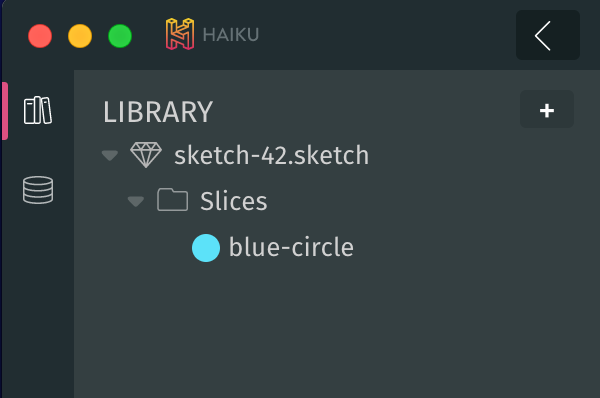 HAIKU
LIBRARY
+
sketch-42.sketch
Slices
blue-circle